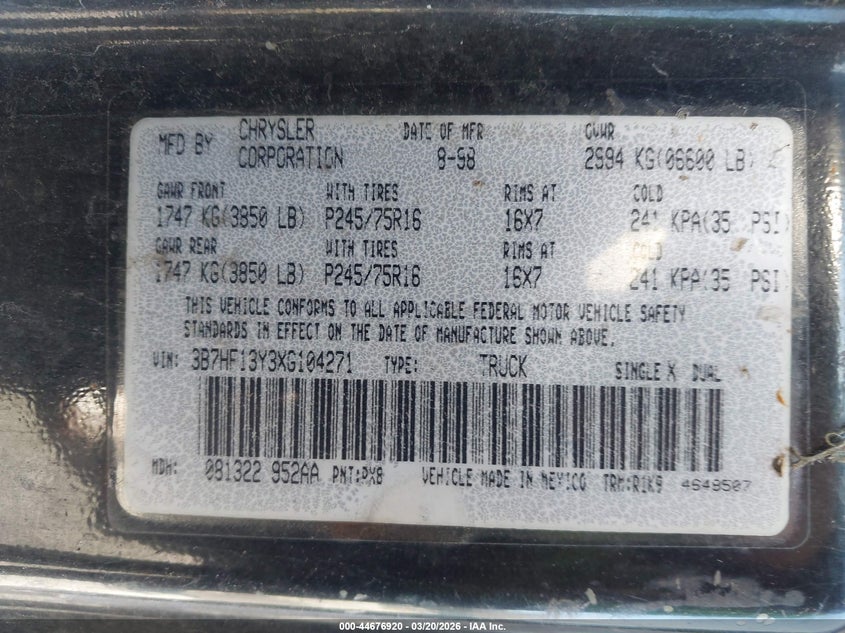 MFD BY CHRYSLER CORPORATION DATE OF MFR 8-98 GVWR 2994 KG(06600 LB)
GAWR FRONT WITH TIRES RIMS AT COLD
1747 KG(3850 LB) P245/75R16 16X7 241 KPA(35 PSI)
GAWR REAR WITH TIRES RIMS AT COLD
1747 KG(3850 LB) P245/75R16 16X7 241 KPA(35 PSI)
THIS VEHICLE CONFORMS TO ALL APPLICABLE FEDERAL MOTOR VEHICLE SAFETY
STANDARDS IN EFFECT ON THE DATE OF MANUFACTURE SHOWN ABOVE.
VIN: 3B7HF13Y3XG104271 TYPE: TRUCK SINGLE X DUAL
MDH: 081322 952AA PNT:PX8 VEHICLE MADE IN MEXICO TRM:R1K9 4649507
000-44676920 - 03/20/2026 - IAA Inc.